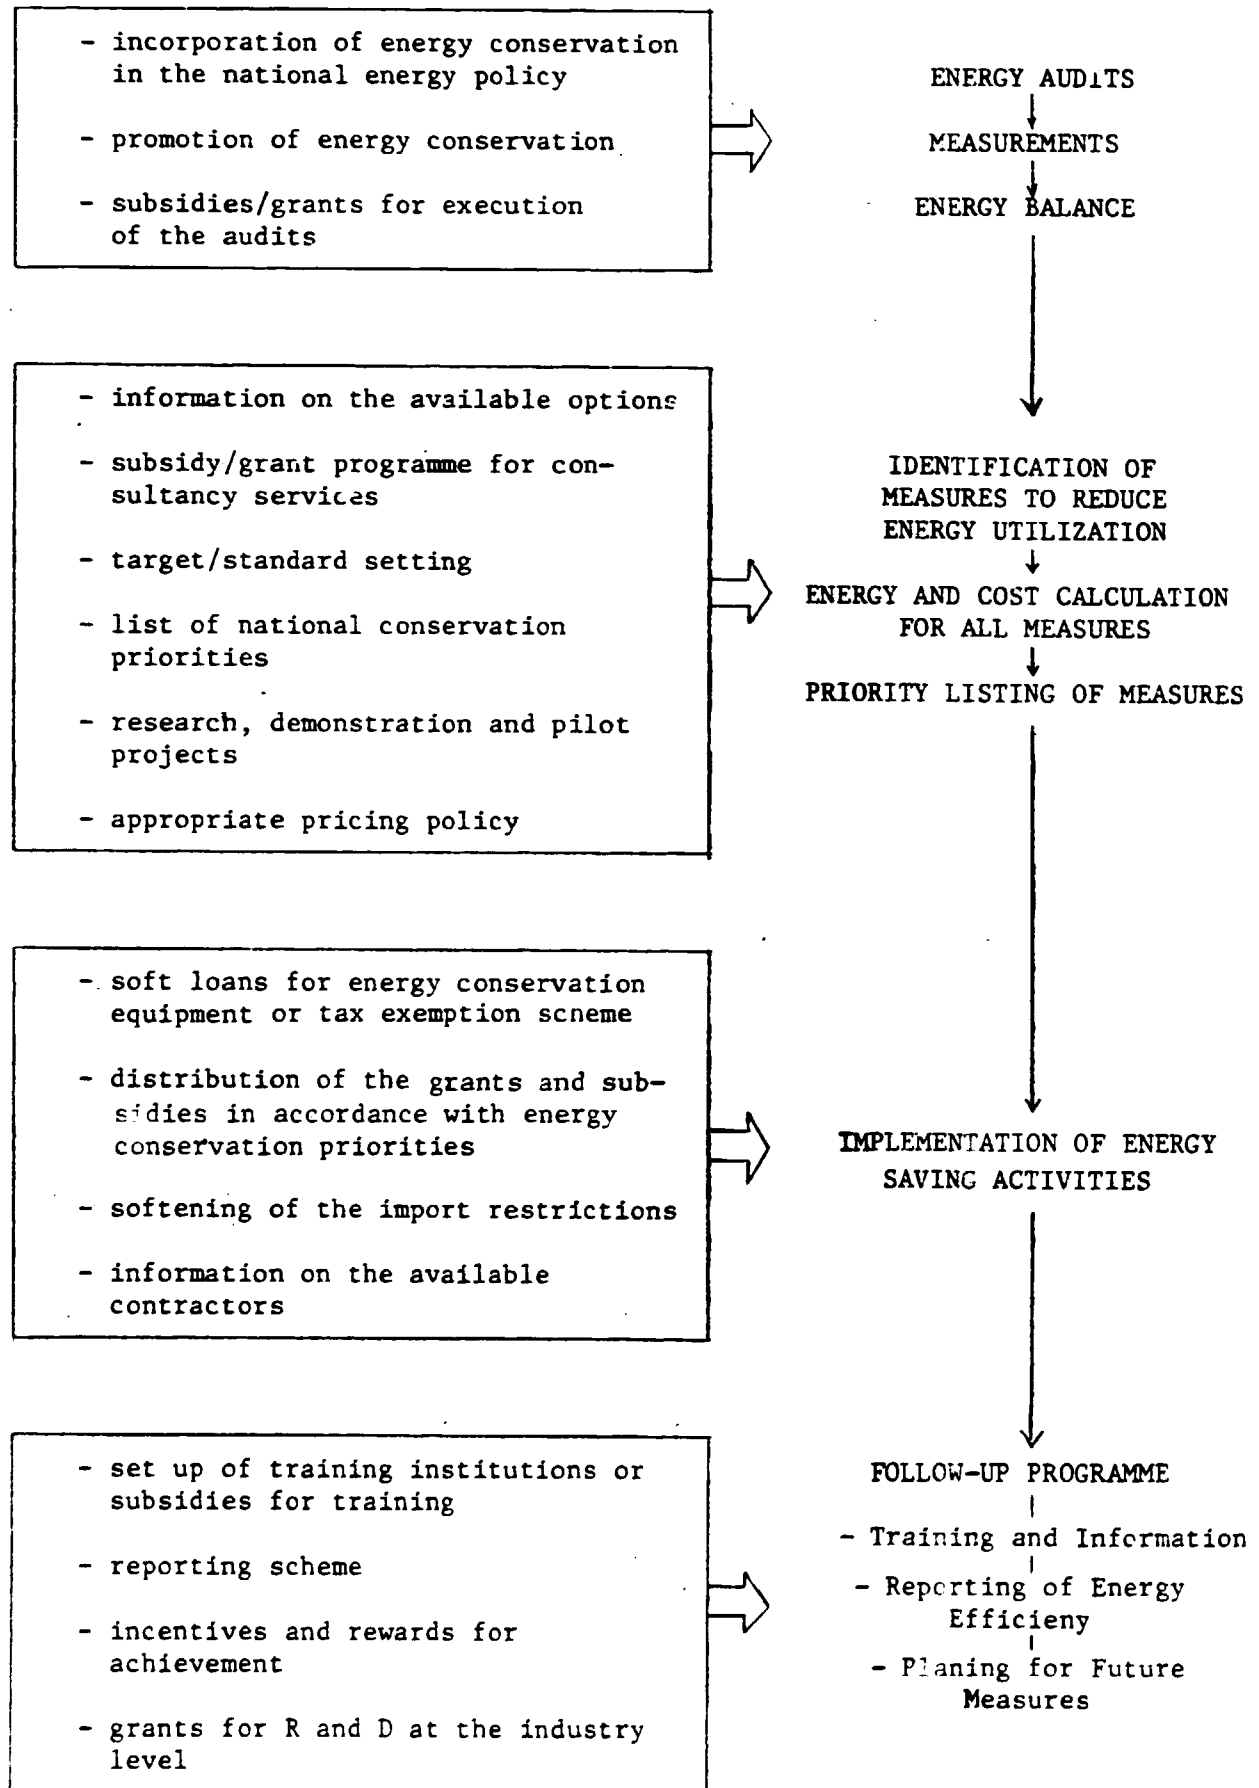 - incorporation of energy conservation
in the national energy policy
- promotion of energy conservation
- subsidies/grants for execution
of the audits
ENERGY AUDITS
MEASUREMENTS
ENERGY BALANCE
- information on the available options
- subsidy/grant programme for con-
sultancy services
- target/standard setting
- list of national conservation
priorities
- research, demonstration and pilot
projects
- appropriate pricing policy
IDENTIFICATION OF
MEASURES TO REDUCE
ENERGY UTILIZATION
ENERGY AND COST CALCULATION
FOR ALL MEASURES
PRIORITY LISTING OF MEASURES
- soft loans for energy conservation
equipment or tax exemption scheme
- distribution of the grants and sub-
sidies in accordance with energy
conservation priorities
- softening of the import restrictions
- information on the available
contractors
IMPLEMENTATION OF ENERGY
SAVING ACTIVITIES
- set up of training institutions or
subsidies for training
- reporting scheme
- incentives and rewards for
achievement
- grants for R and D at the industry
level
FOLLOW-UP PROGRAMME
- Training and Information
- Reporting of Energy
Efficieny
- Planing for Future
Measures